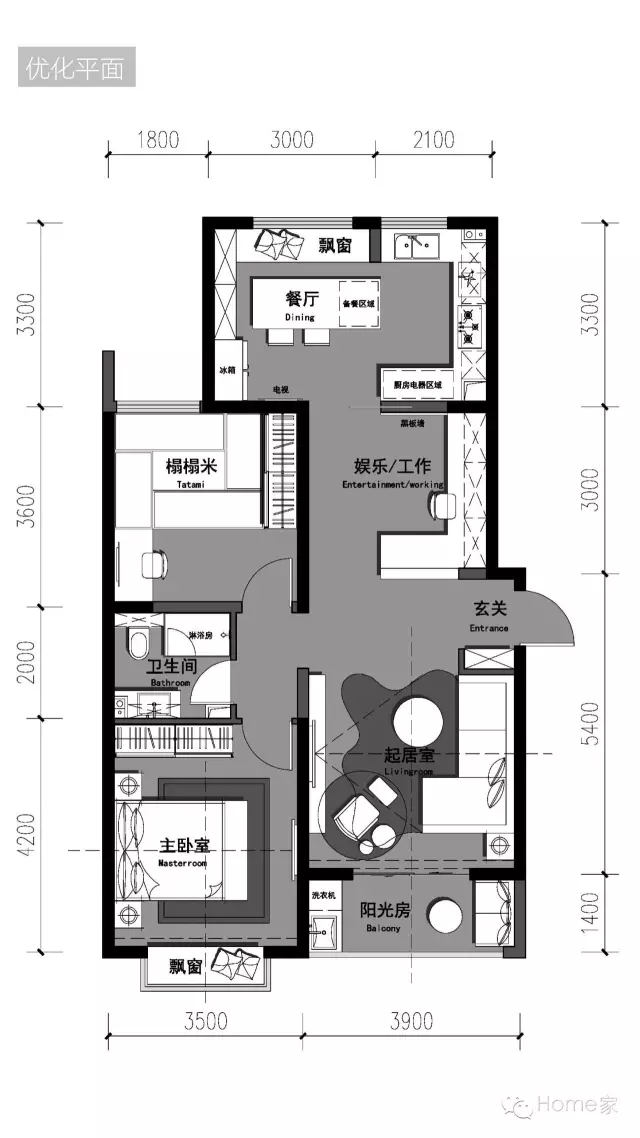 优化平面
1800
3000
2100
3300
3300
飘窗
餐厅
Dining
备餐区域
冰箱
厨房电器区域
电视
黑板墙
3600
3000
榻榻米
Tatami
娱乐/工作
Entertainment/working
玄关
Entrance
2000
淋浴房
卫生间
Bathroom
5400
起居室
Livingroom
4200
主卧室
Masterroom
洗衣机
阳光房
Balcony
1400
飘窗
3500
3900
Home家